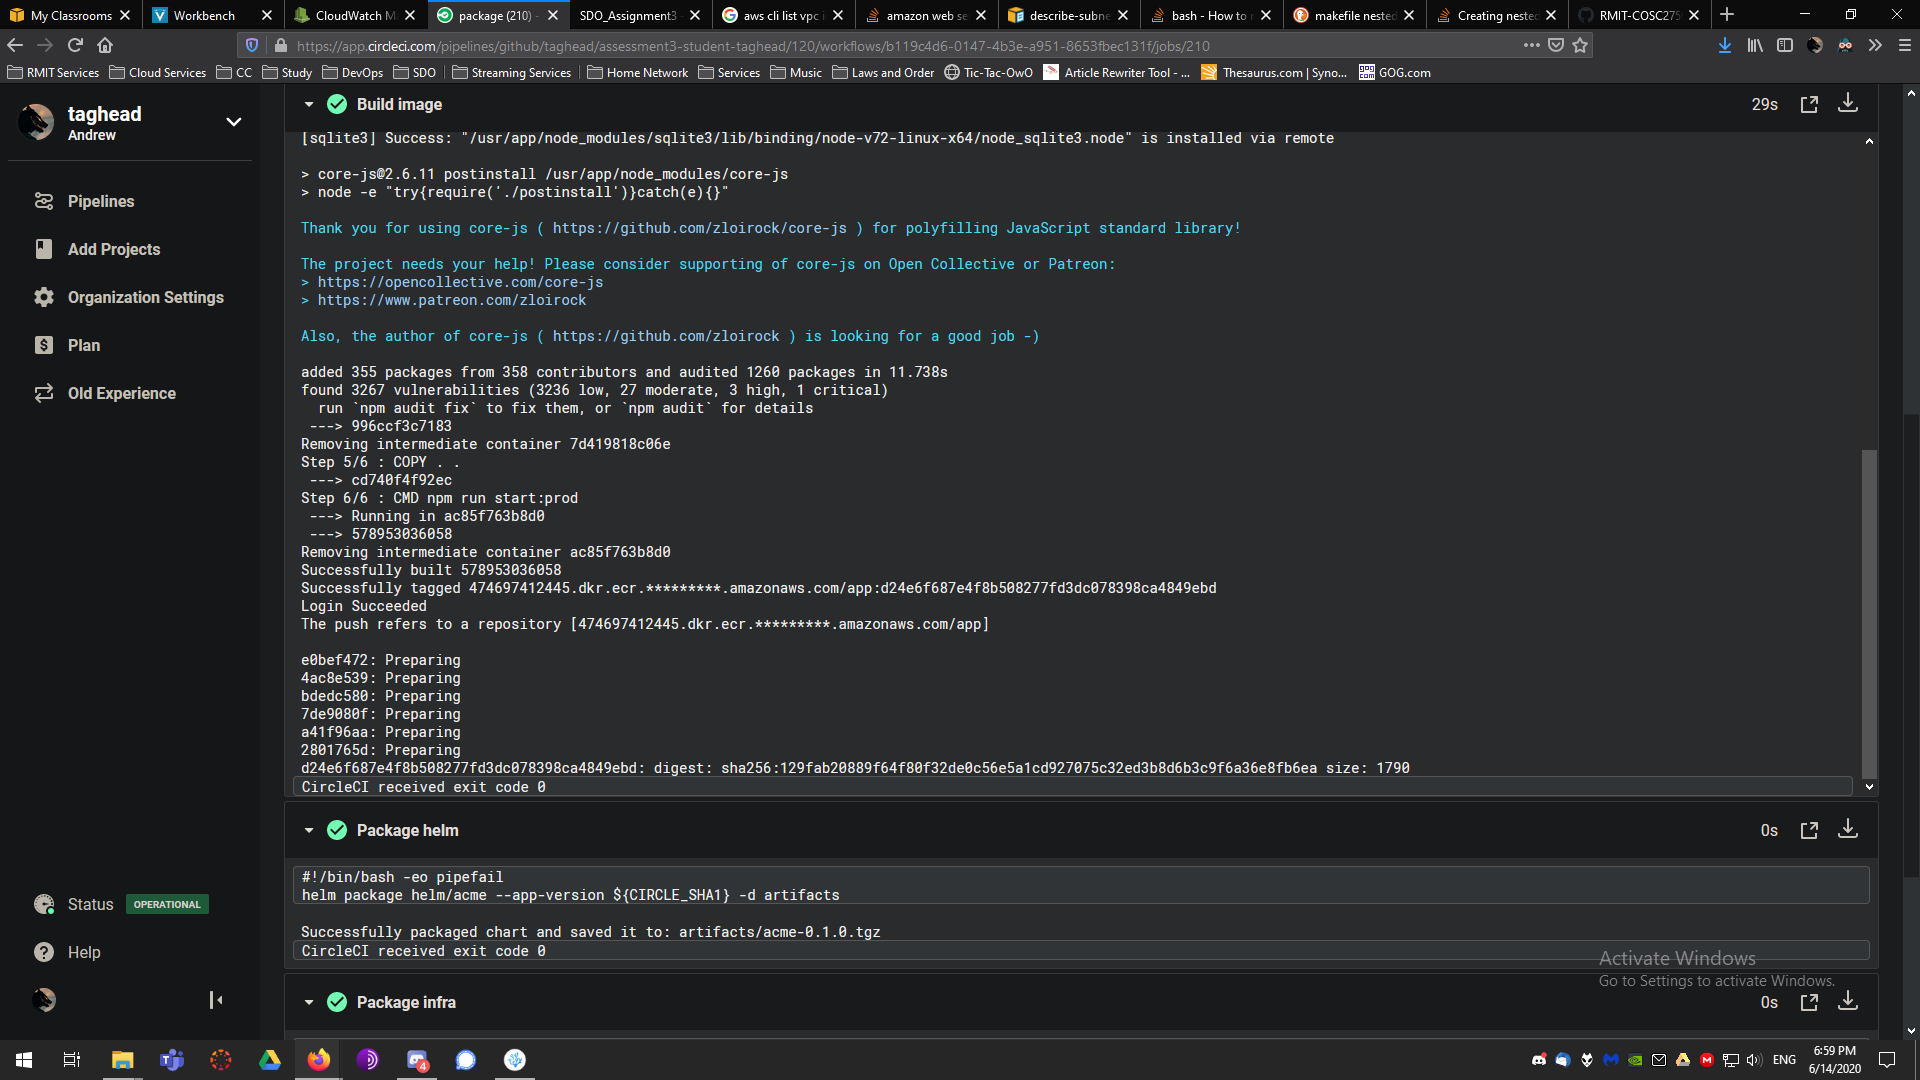 My Classrooms
Workbench
CloudWatch M
package (210) -
SDO_Assignment3 -
aws cli list vpc i
amazon web se
describe-subne
bash - How to r
makefile nested
Creating neste
RMIT-COSC275
https://app.circleci.com/pipelines/github/taghead/assessment3-student-taghead/120/workflows/b119c4d6-0147-4b3e-a951-8653fbec131f/jobs/210
RMIT Services
Cloud Services
CC
Study
DevOps
SDO
Streaming Services
Home Network
Services
Music
Laws and Order
Tic-Tac-OwO
Article Rewriter Tool - ...
Thesaurus.com | Syno...
GOG.com
taghead
Andrew
Pipelines
Add Projects
Organization Settings
Plan
Old Experience
Status OPERATIONAL
Help
Build image
29s
[sqlite3] Success: "/usr/app/node_modules/sqlite3/lib/binding/node-v72-linux-x64/node_sqlite3.node" is installed via remote
> core-js@2.6.11 postinstall /usr/app/node_modules/core-js
> node -e "try{require('./postinstall')}catch(e){}"
Thank you for using core-js ( https://github.com/zloirock/core-js ) for polyfilling JavaScript standard library!
The project needs your help! Please consider supporting of core-js on Open Collective or Patreon:
> https://opencollective.com/core-js
> https://www.patreon.com/zloirock
Also, the author of core-js ( https://github.com/zloirock ) is looking for a good job -)
added 355 packages from 358 contributors and audited 1260 packages in 11.738s
found 3267 vulnerabilities (3236 low, 27 moderate, 3 high, 1 critical)
run `npm audit fix` to fix them, or `npm audit` for details
---> 996ccf3c7183
Removing intermediate container 7d419818c06e
Step 5/6 : COPY . .
---> cd740f4f92ec
Step 6/6 : CMD npm run start:prod
---> Running in ac85f763b8d0
---> 578953036058
Removing intermediate container ac85f763b8d0
Successfully built 578953036058
Successfully tagged 474697412445.dkr.ecr.*********.amazonaws.com/app:d24e6f687e4f8b508277fd3dc078398ca4849ebd
Login Succeeded
The push refers to a repository [474697412445.dkr.ecr.*********.amazonaws.com/app]
e0bef472: Preparing
4ac8e539: Preparing
bdedc580: Preparing
7de9080f: Preparing
a41f96aa: Preparing
2801765d: Preparing
d24e6f687e4f8b508277fd3dc078398ca4849ebd: digest: sha256:129fab20889f64f80f32de0c56e5a1cd927075c32ed3b8d6b3c9f6a36e8fb6ea size: 1790
CircleCI received exit code 0
Package helm
0s
#!/bin/bash -eo pipefail
helm package helm/acme --app-version ${CIRCLE_SHA1} -d artifacts
Successfully packaged chart and saved it to: artifacts/acme-0.1.0.tgz
CircleCI received exit code 0
Package infra
0s
Activate Windows
Go to Settings to activate Windows.
4
ENG
6:59 PM
6/14/2020